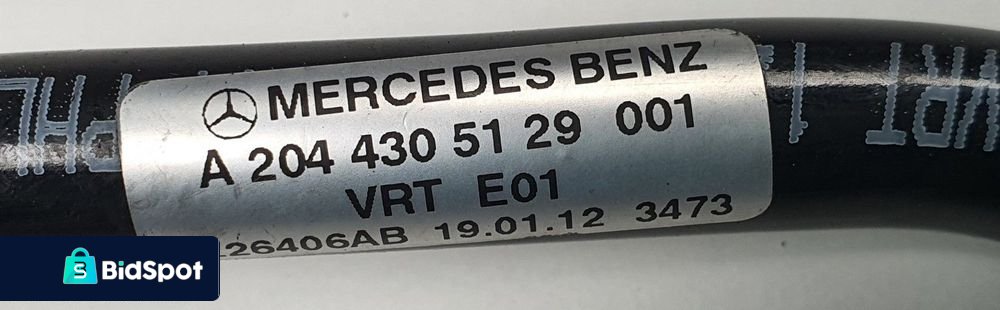 MERCEDES BENZ
A 204 430 51 29 001
VRT E01
26406AB 19.01.12 3473
BidSpot